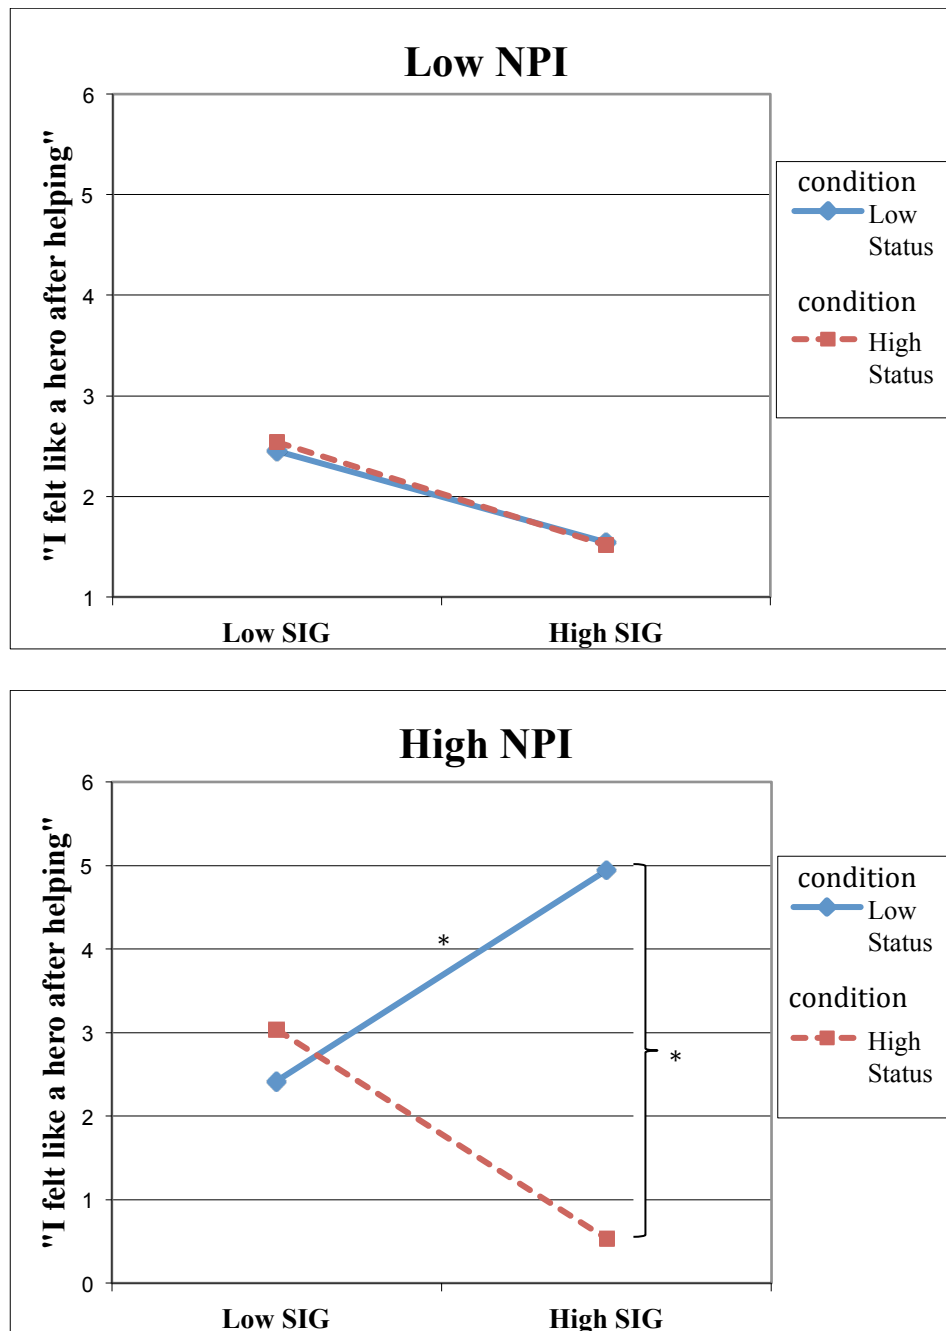 Low NPI
"I felt like a hero after helping"
6
5
4
3
2
1
Low SIG
High SIG
condition
Low
Status
condition
High
Status
High NPI
"I felt like a hero after helping"
6
5
4
3
2
1
0
*
*
Low SIG
High SIG
condition
Low
Status
condition
High
Status